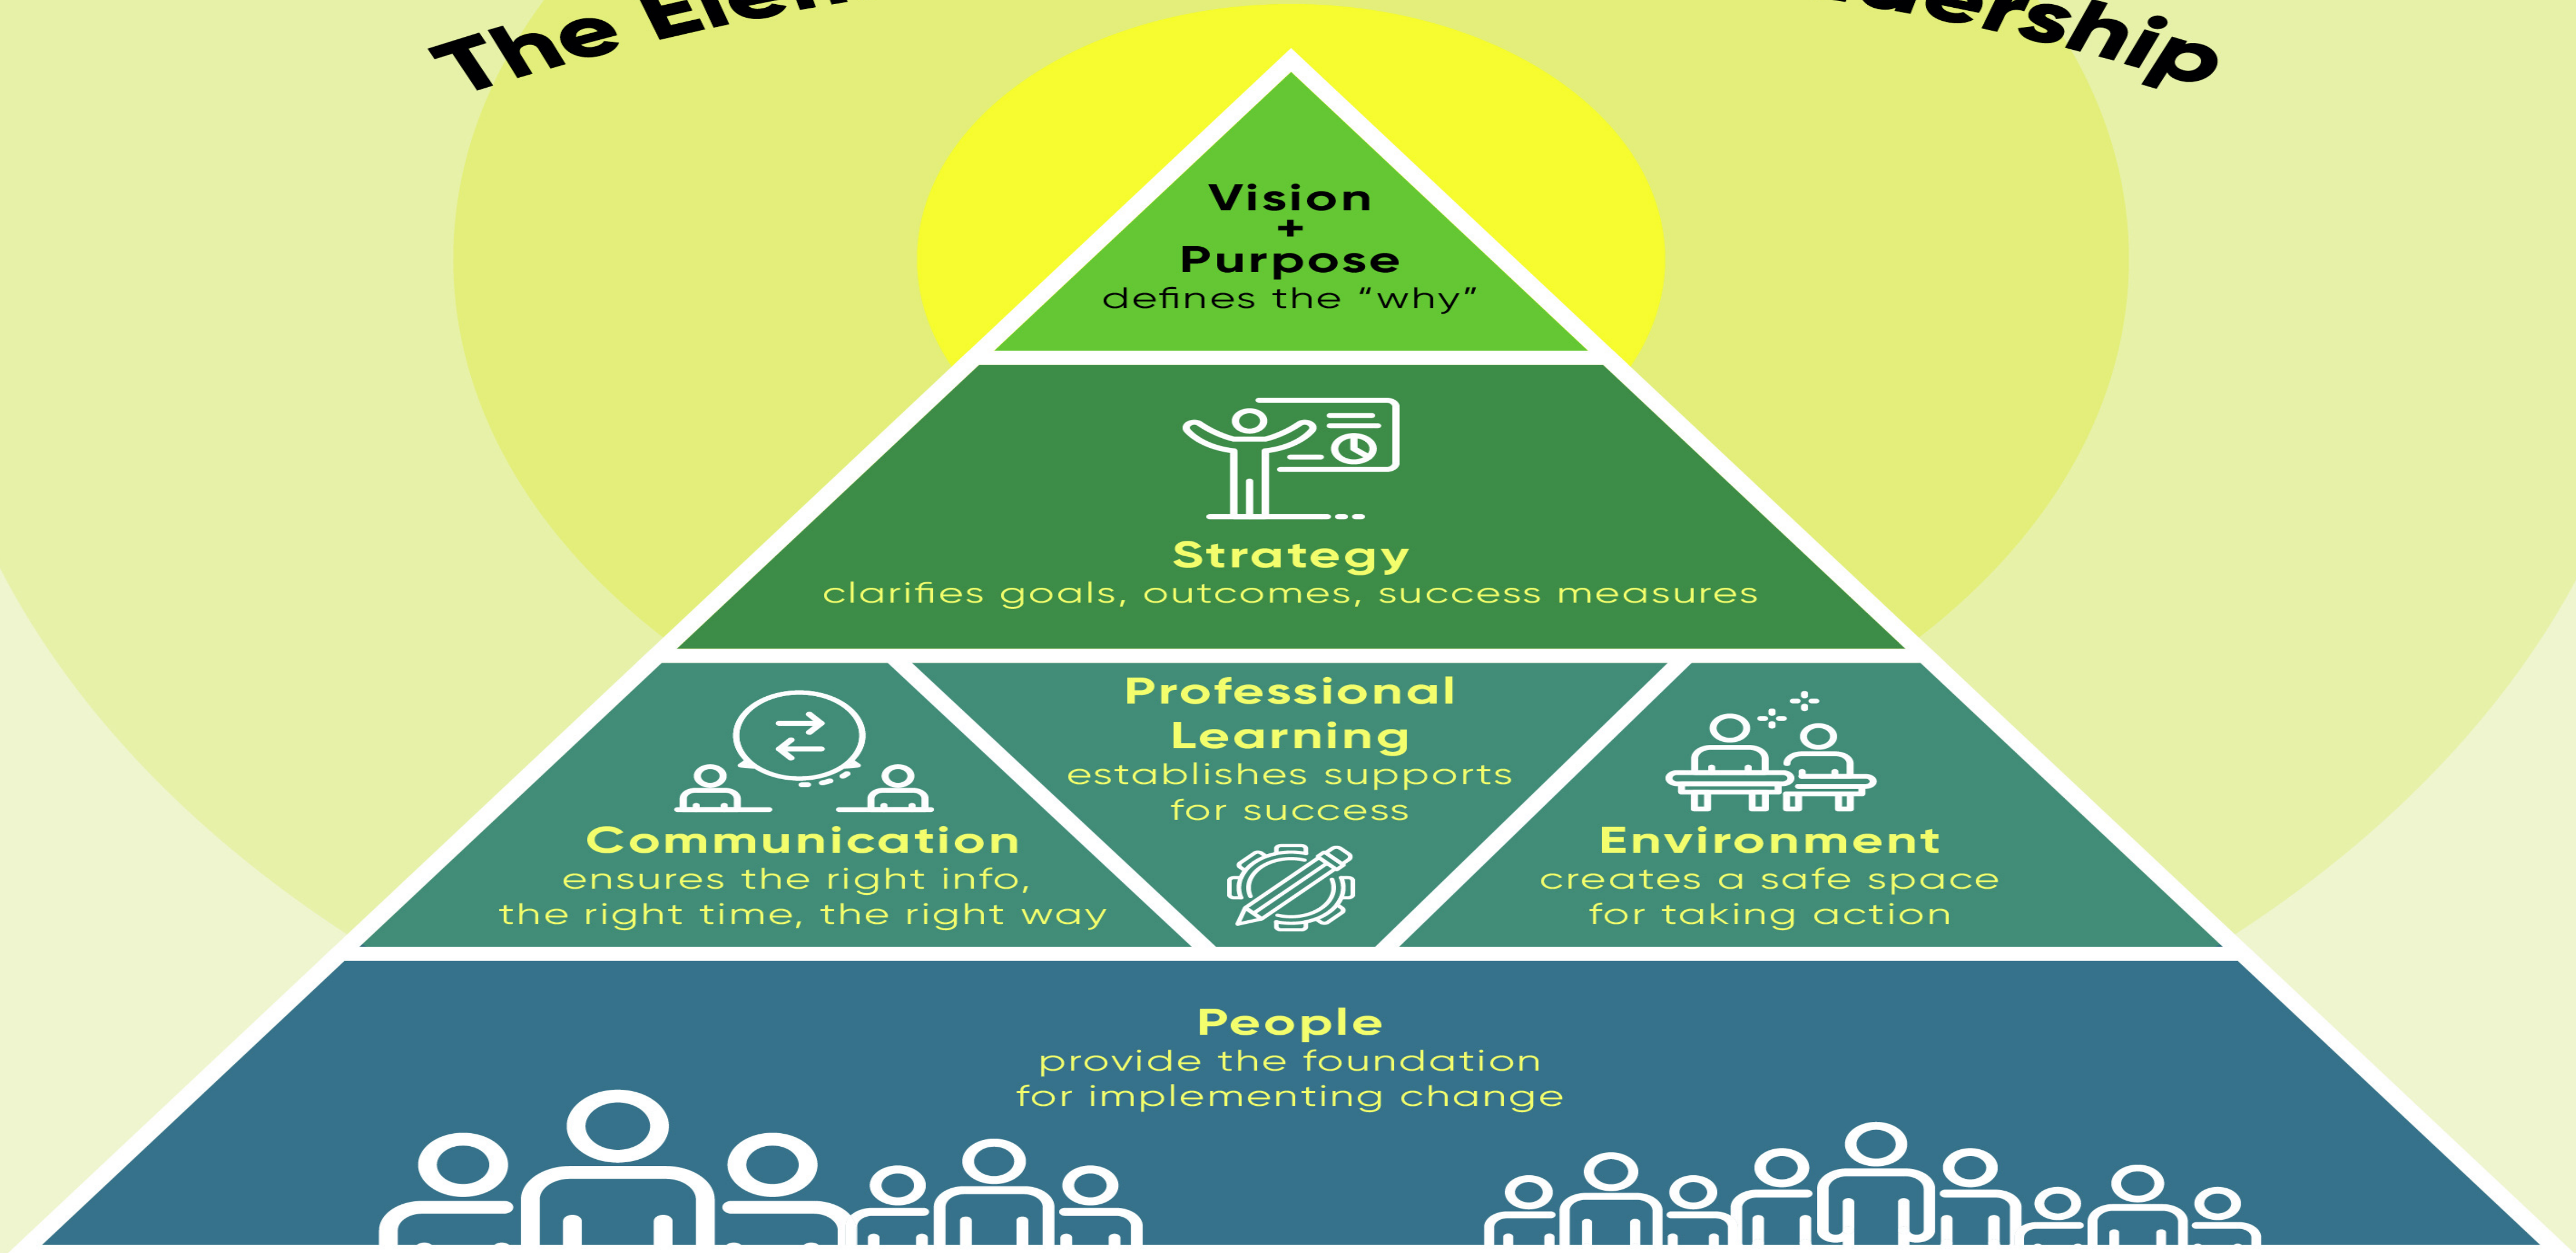 The
Vision
+
Purpose
defines the “why”
Strategy
clarifies goals, outcomes, success measures
Professional
Learning
establishes supports
for success
Communication
ensures the right info,
the right time, the right way
Environment
creates a safe space
for taking action
People
provide the foundation
for implementing change